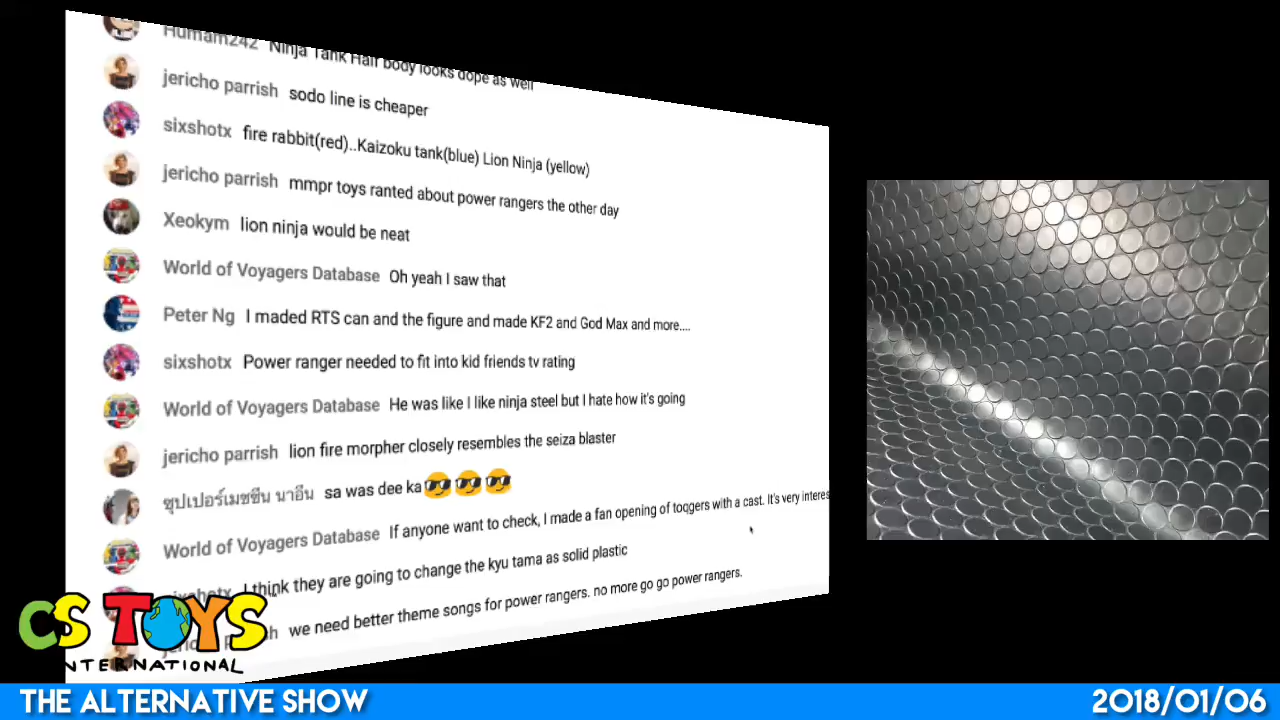 Humam242 Ninja Tank Half body looks dope as well
jericho parrish sodo line is cheaper
sixshotx fire rabbit(red)..Kaizoku tank(blue) Lion Ninja (yellow)
jericho parrish mmpr toys ranted about power rangers the other day
Xeokym lion ninja would be neat
World of Voyagers Database Oh yeah I saw that
Peter Ng I maded RTS can and the figure and made KF2 and God Max and more....
sixshotx Power ranger needed to fit into kid friends tv rating
World of Voyagers Database He was like I like ninja steel but I hate how it's going
jericho parrish lion fire morpher closely resembles the seiza blaster
ซุปเปอร์เมชชีน นาอึน sa was dee ka😎😎😎
World of Voyagers Database If anyone want to check, I made a fan opening of toqgers with a cast. It's very interes
sixshotx I think they are going to change the kyu tama as solid plastic
we need better theme songs for power rangers. no more go go power rangers.
CS TOYS
INTERNATIONAL
THE ALTERNATIVE SHOW
2018/01/06